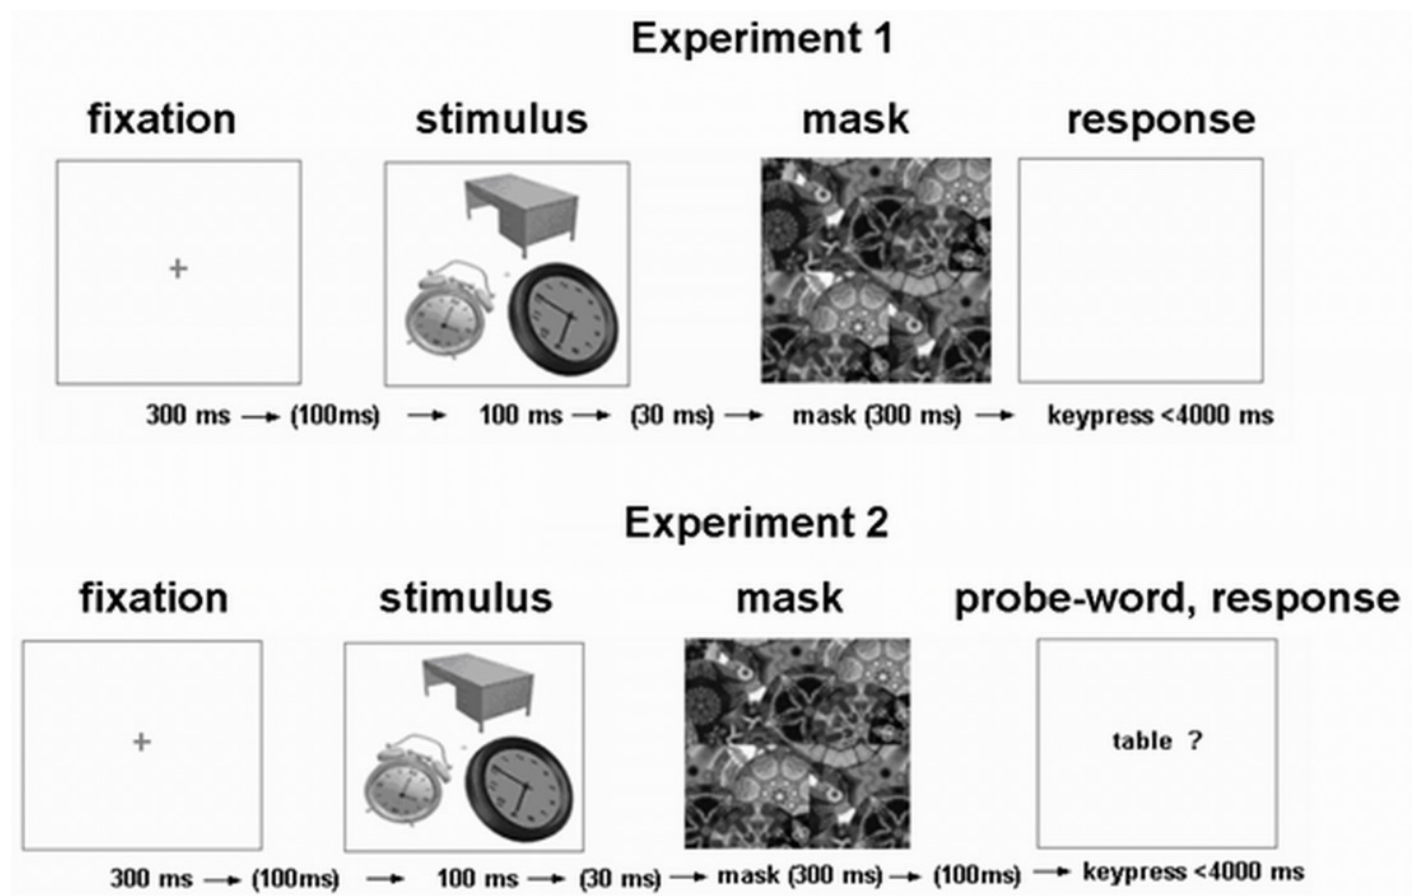 Experiment 1
fixation stimulus mask response
300 ms → (100ms) → 100 ms → (30 ms) → mask (300 ms) → keypress <4000 ms
Experiment 2
fixation stimulus mask probe-word, response
table ?
300 ms → (100ms) → 100 ms → (30 ms) → mask (300 ms) → (100ms) → keypress <4000 ms